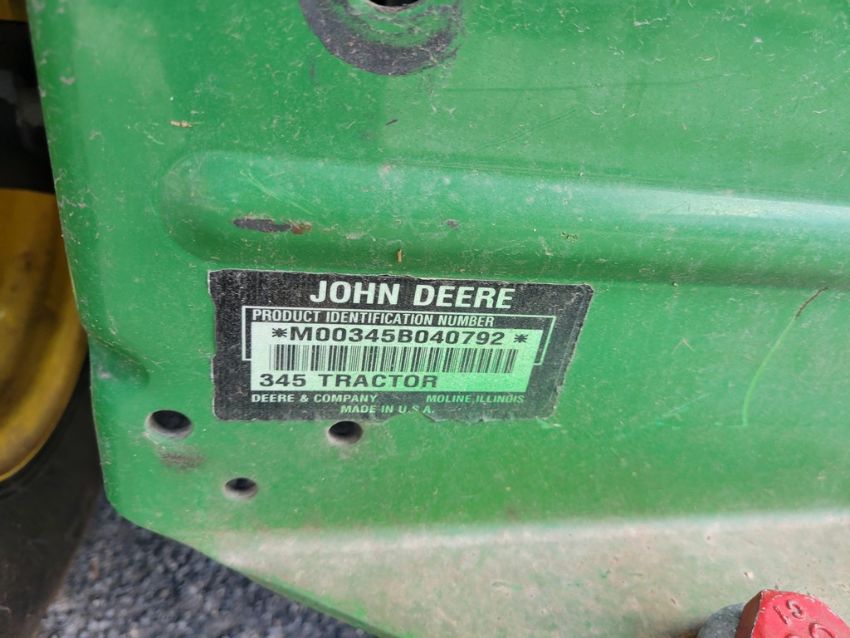 JOHN DEERE
PRODUCT IDENTIFICATION NUMBER
*M00345B040792*
345 TRACTOR
DEERE & COMPANY MOLINE, ILLINOIS
MADE IN U.S.A.